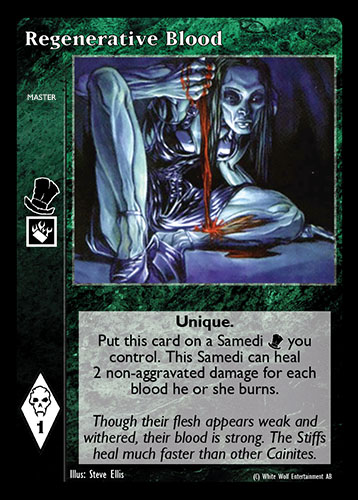 Regenerative Blood
MASTER
Unique.
Put this card on a Samedi you
control. This Samedi can heal
2 non-aggravated damage for each
blood he or she burns.
Though their flesh appears weak and
withered, their blood is strong. The Stiffs
heal much faster than other Cainites.
1
Illus: Steve Ellis
(C) White Wolf Entertainment AB